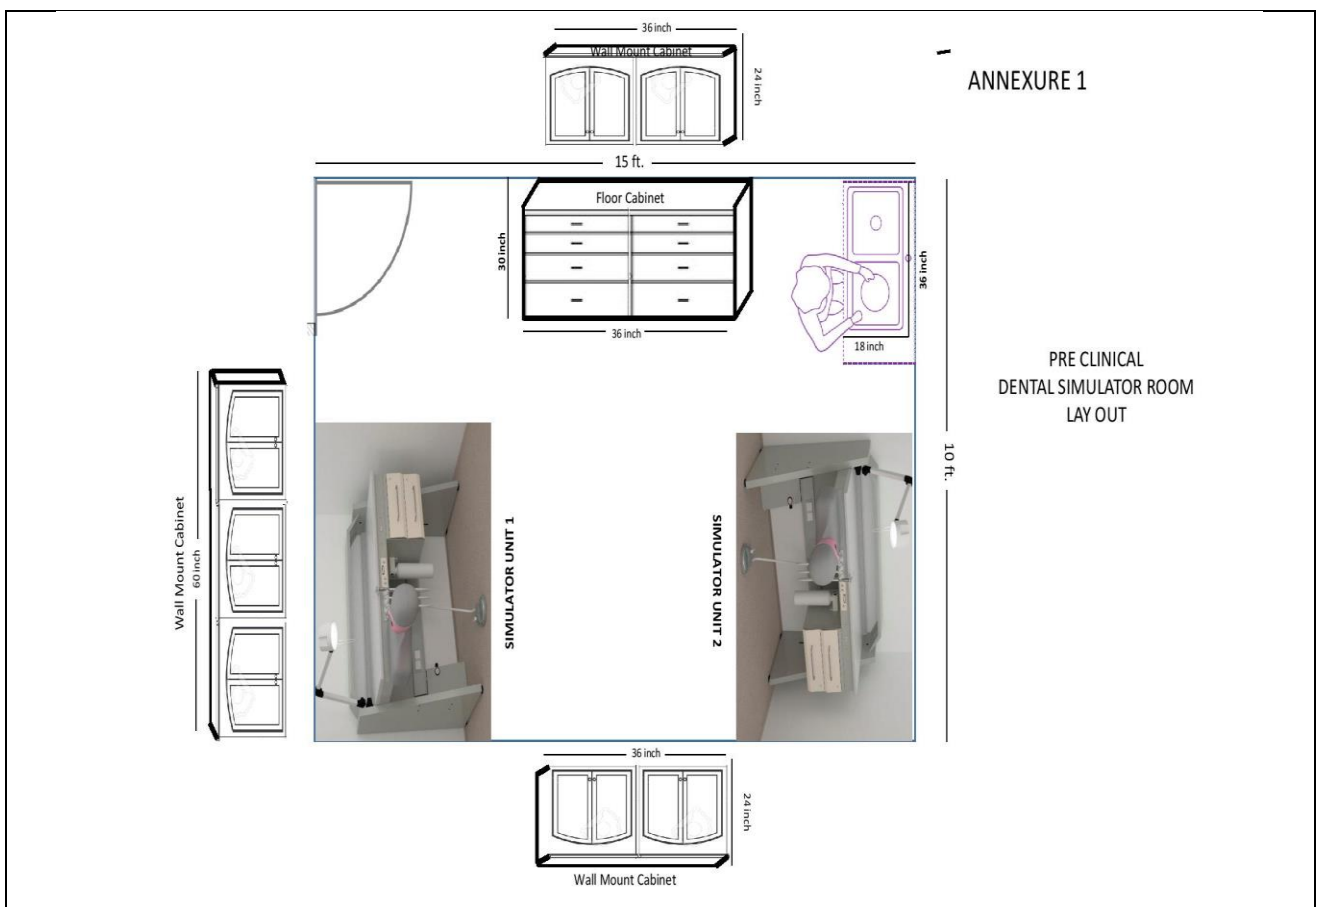 36 inch
Wall Mount Cabinet
24 inch
ANNEXURE 1
15 ft.
Floor Cabinet
30 inch
36 inch
36 inch
18 inch
PRE CLINICAL
DENTAL SIMULATOR ROOM
LAY OUT
10 ft.
Wall Mount Cabinet
60 inch
SIMULATOR UNIT 1
SIMULATOR UNIT 2
36 inch
24 inch
Wall Mount Cabinet